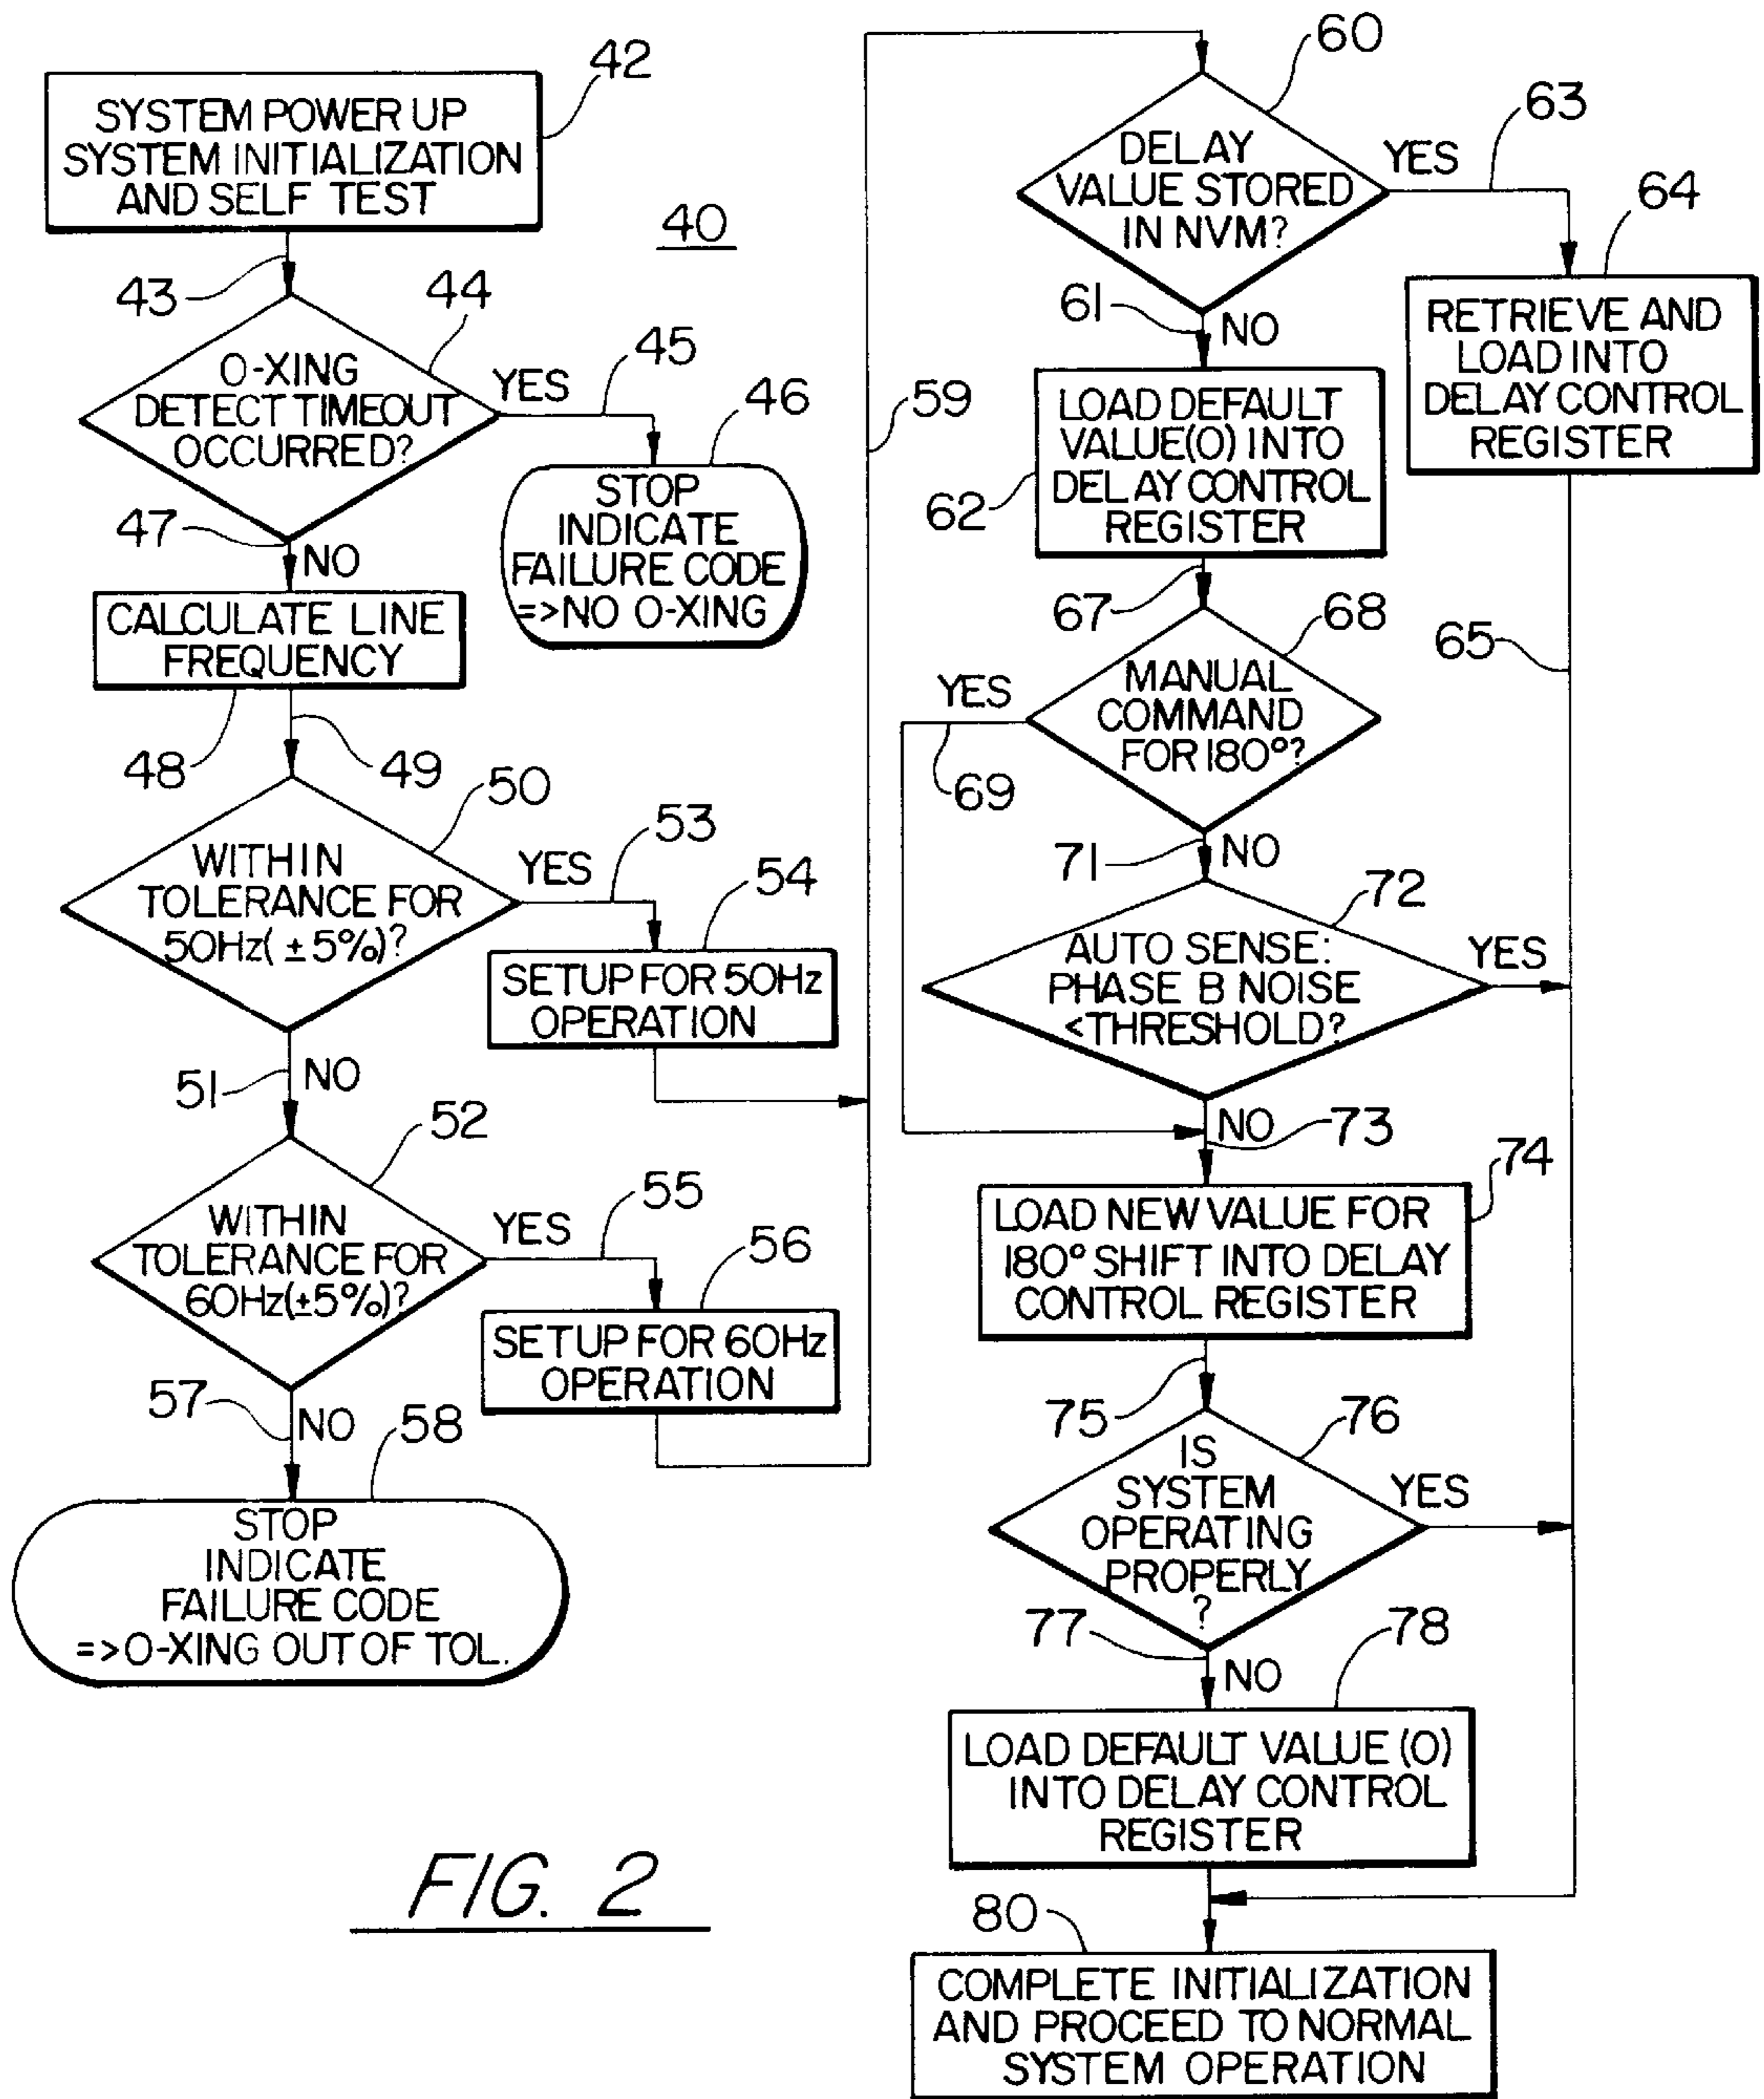 42
SYSTEM POWER UP
SYSTEM INITIALIZATION
AND SELF TEST
40
43
44
O-XING
DETECT TIMEOUT
OCCURRED?
YES
45
46
STOP
INDICATE
FAILURE CODE
=>NO O-XING
47
NO
CALCULATE LINE
FREQUENCY
48
49
50
WITHIN
TOLERANCE FOR
50Hz(±5%)?
YES
53
54
SETUP FOR 50Hz
OPERATION
51
NO
52
WITHIN
TOLERANCE FOR
60Hz(±5%)?
YES
55
56
SETUP FOR 60Hz
OPERATION
57
NO
58
STOP
INDICATE
FAILURE CODE
=>O-XING OUT OF TOL.
59
60
DELAY
VALUE STORED
IN NVM?
YES
63
64
RETRIEVE AND
LOAD INTO
DELAY CONTROL
REGISTER
61
NO
62
LOAD DEFAULT
VALUE(0) INTO
DELAY CONTROL
REGISTER
65
67
68
MANUAL
COMMAND
FOR 180°?
YES
69
71
NO
72
AUTO SENSE:
PHASE B NOISE
<THRESHOLD?
YES
NO
73
74
LOAD NEW VALUE FOR
180° SHIFT INTO DELAY
CONTROL REGISTER
75
76
IS
SYSTEM
OPERATING
PROPERLY
?
YES
77
NO
78
LOAD DEFAULT VALUE (0)
INTO DELAY CONTROL
REGISTER
80
COMPLETE INITIALIZATION
AND PROCEED TO NORMAL
SYSTEM OPERATION
FIG. 2